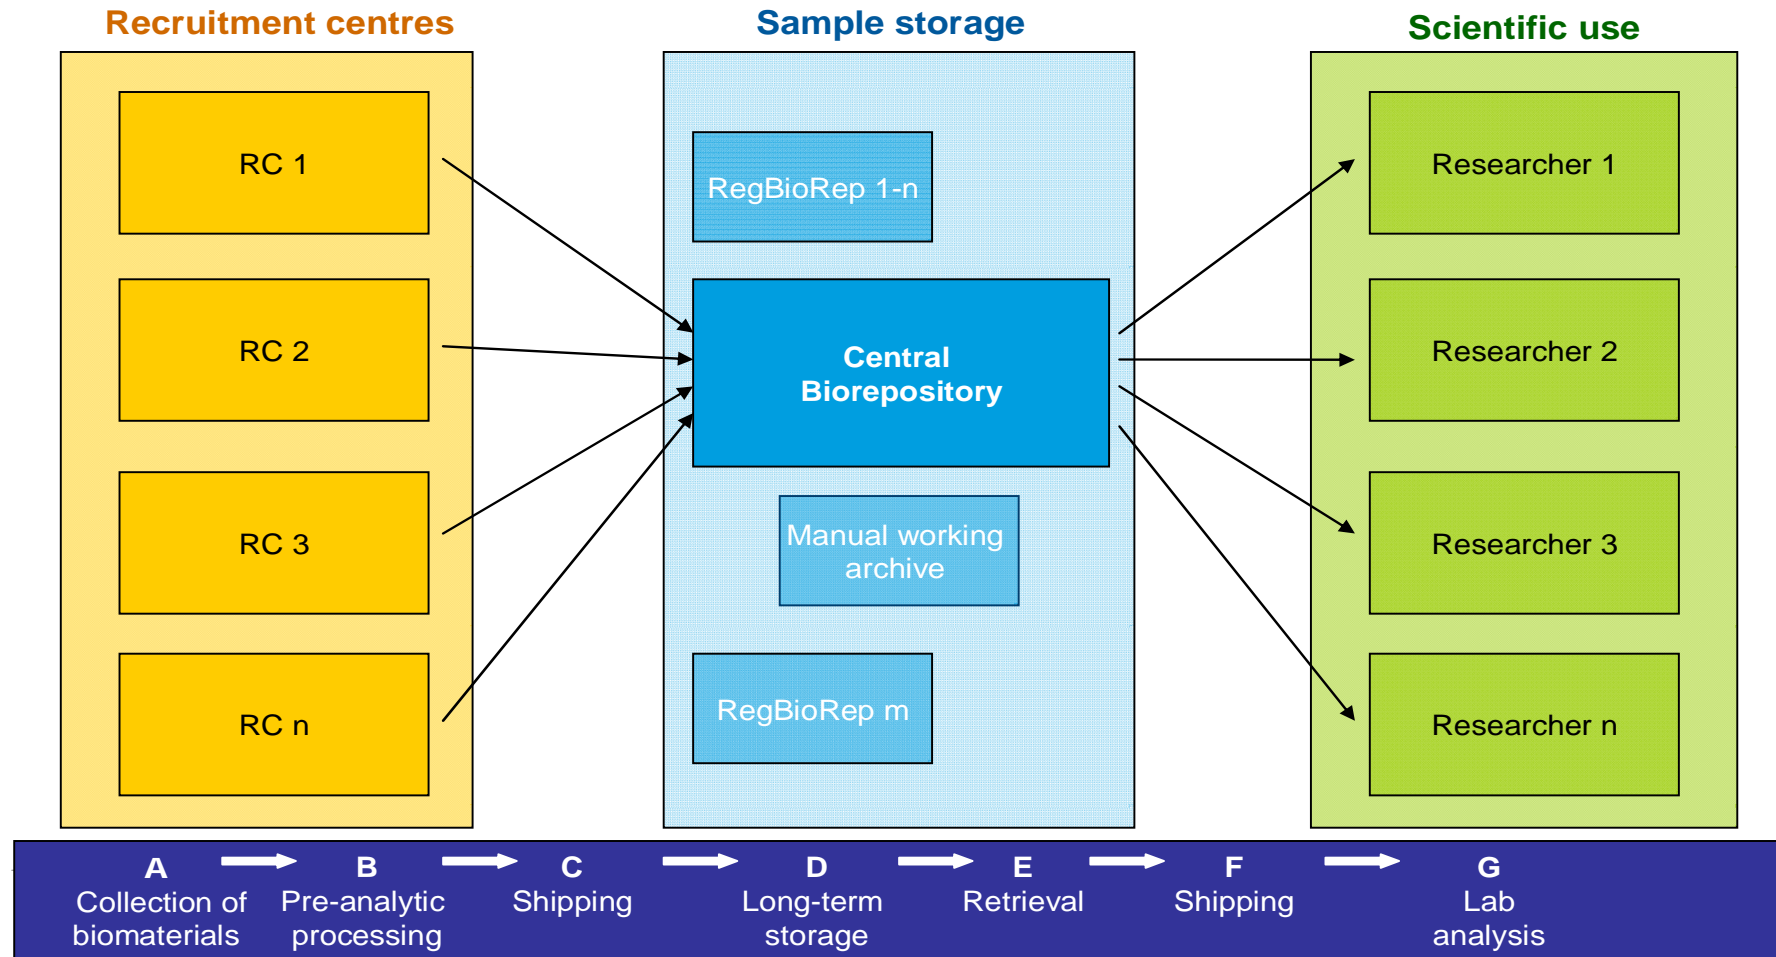 Recruitment centres
RC 1
RC 2
RC 3
RC n
Sample storage
RegBioRep 1-n
Central
Biorepository
Manual working
archive
RegBioRep m
Scientific use
Researcher 1
Researcher 2
Researcher 3
Researcher n
A
Collection of
biomaterials
B
Pre-analytic
processing
C
Shipping
D
Long-term
storage
E
Retrieval
F
Shipping
G
Lab
analysis